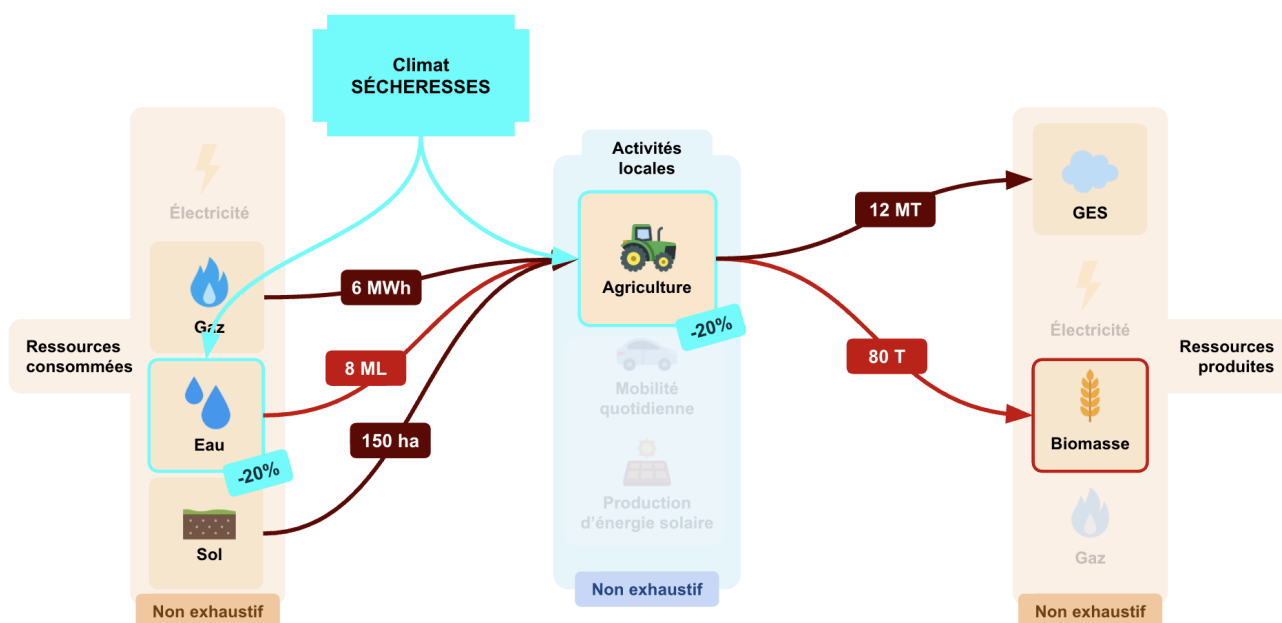 Climat
SÉCHERESSES
Électricité
Gaz
Ressources
consommées
Eau
-20%
Sol
Non exhaustif
6 MWh
8 ML
150 ha
Activités
locales
Agriculture
-20%
Mobilité
quotidienne
Production
d'énergie solaire
Non exhaustif
12 MT
80 T
GES
Électricité
Ressources
produites
Biomasse
Gaz
Non exhaustif